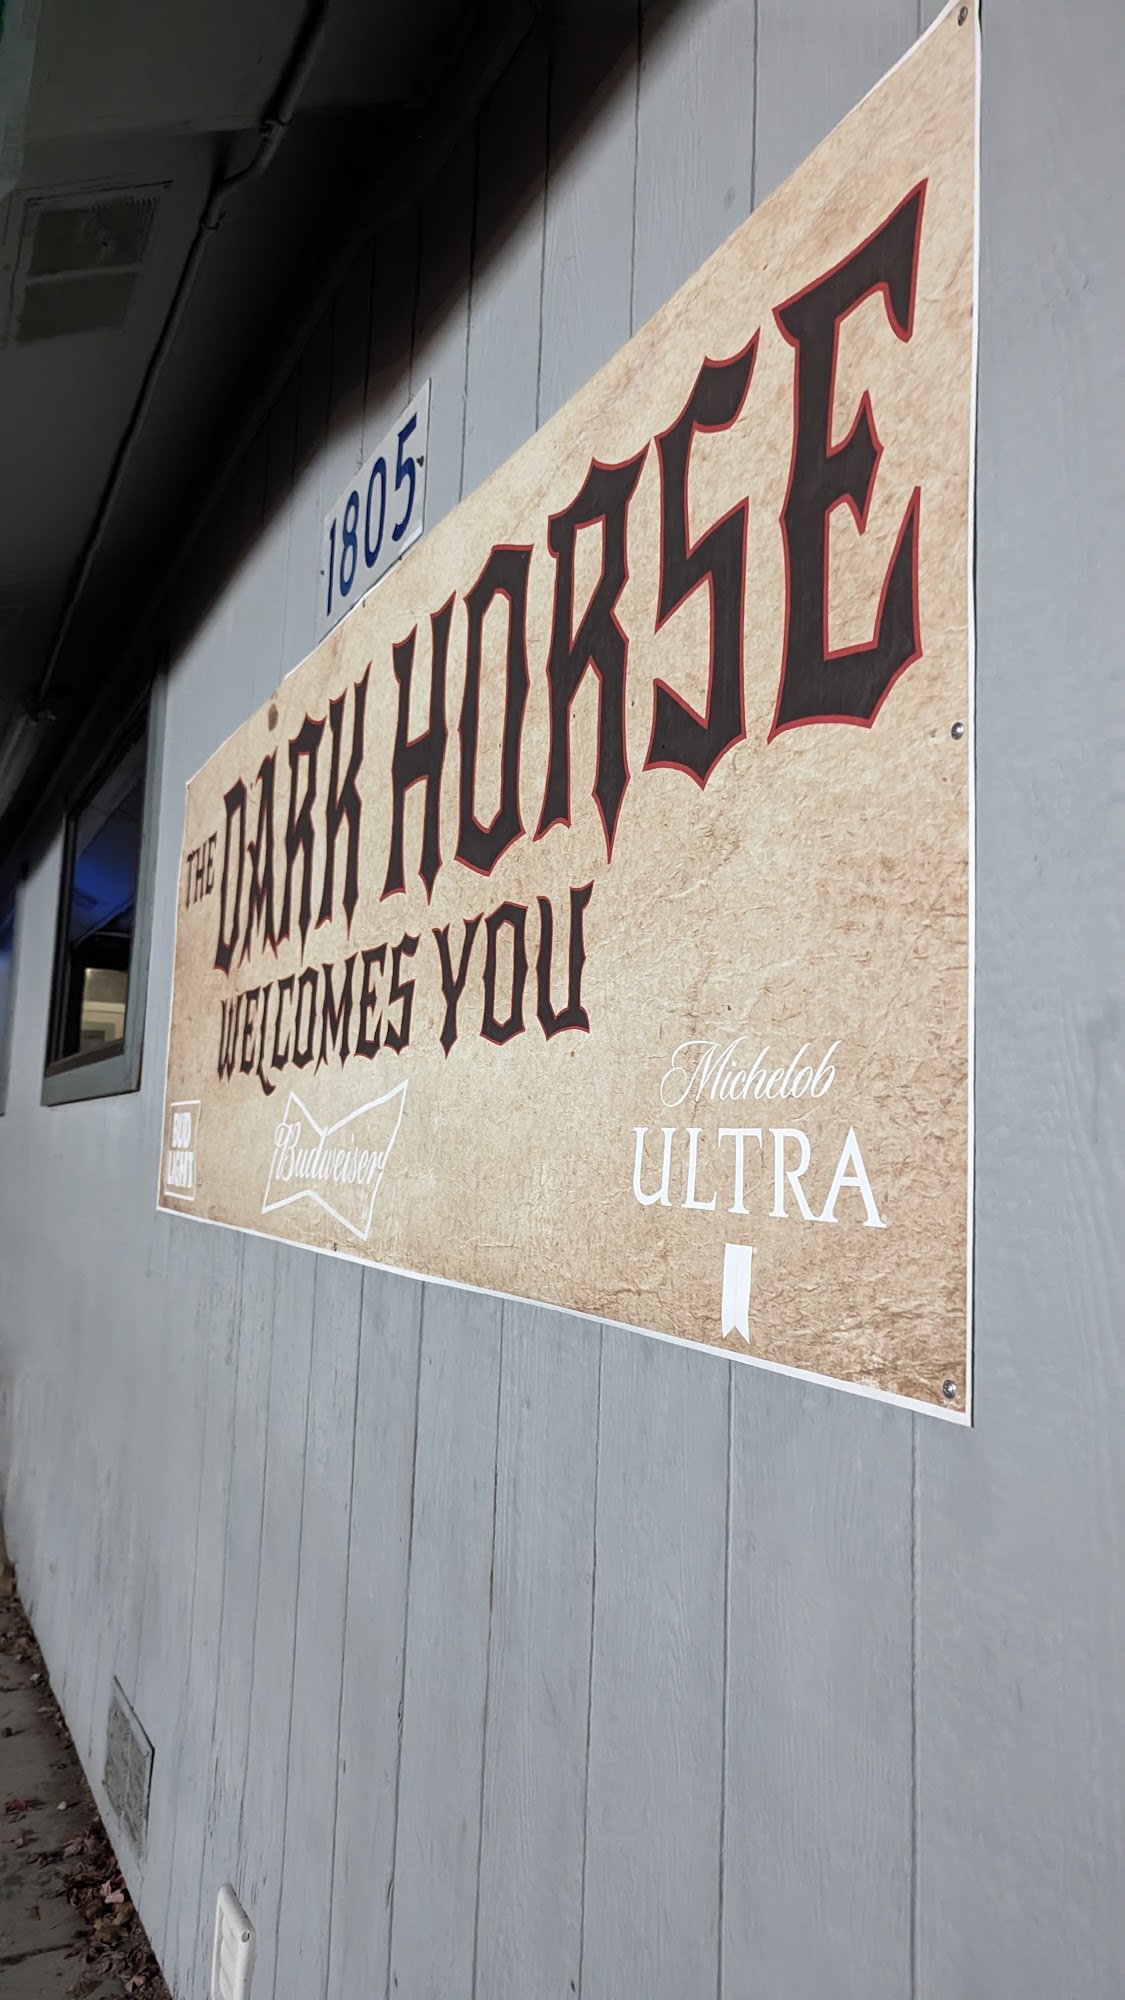 1805
THE DARK HORSE
WELCOMES YOU
BUD
LIGHT
Budweiser
Michelob
ULTRA